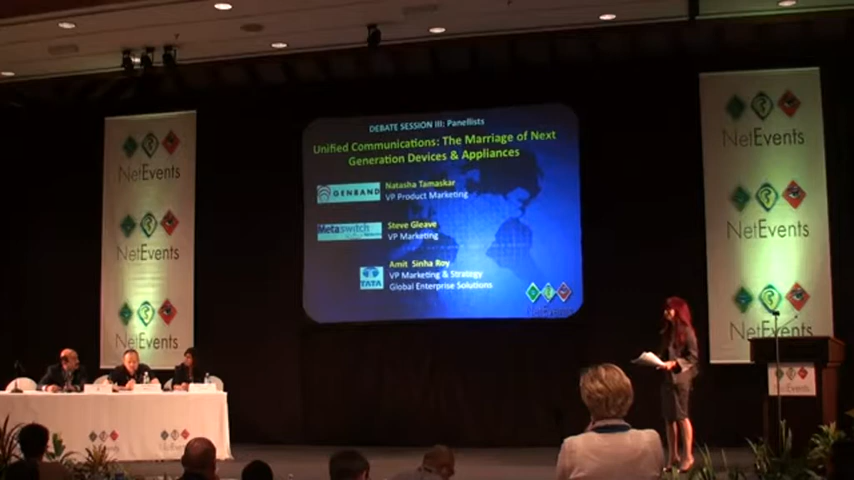 DEBATE SESSION III: Panellists
Unified Communications: The Marriage of Next
Generation Devices & Appliances
GENBAND
Natasha Tamaskar
VP Product Marketing
Metaswitch
Steve Gleave
VP Marketing
TATA
Amit Sinha Roy
VP Marketing & Strategy
Global Enterprise Solutions
NetEvents
NetEvents
NetEvents
NetEvents
NetEvents
NetEvents
NetEvents